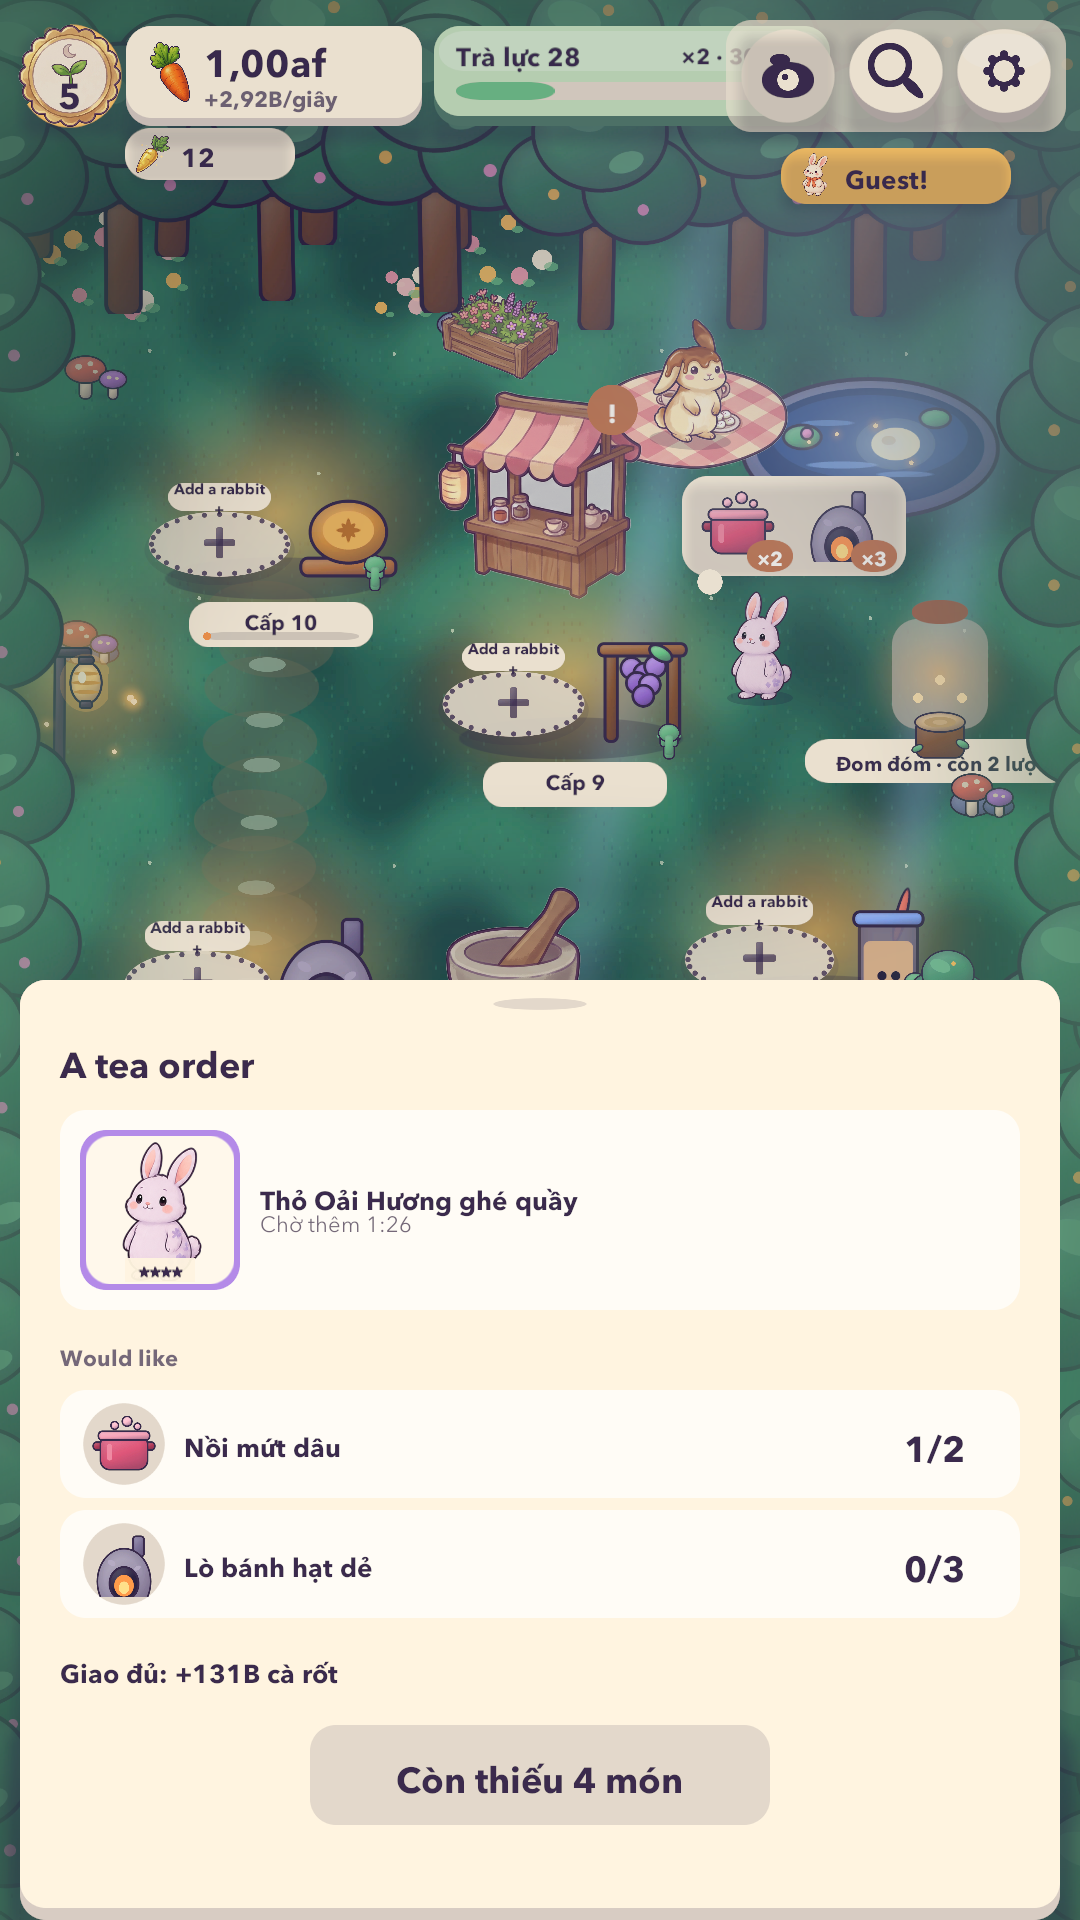 5
1,00af
+2,92B/giây
Trà lực 28
×2 ·
12
Guest!
!
Add a rabbit
+
×2
×3
Cấp 10
Add a rabbit
+
Cấp 9
Đom đóm · còn 2 lượ
Add a rabbit
+
Add a rabbit
+
A tea order
Thỏ Oải Hương ghé quầy
Chờ thêm 1:26
★★★★
Would like
Nồi mứt dâu
1/2
Lò bánh hạt dẻ
0/3
Giao đủ: +131B cà rốt
Còn thiếu 4 món